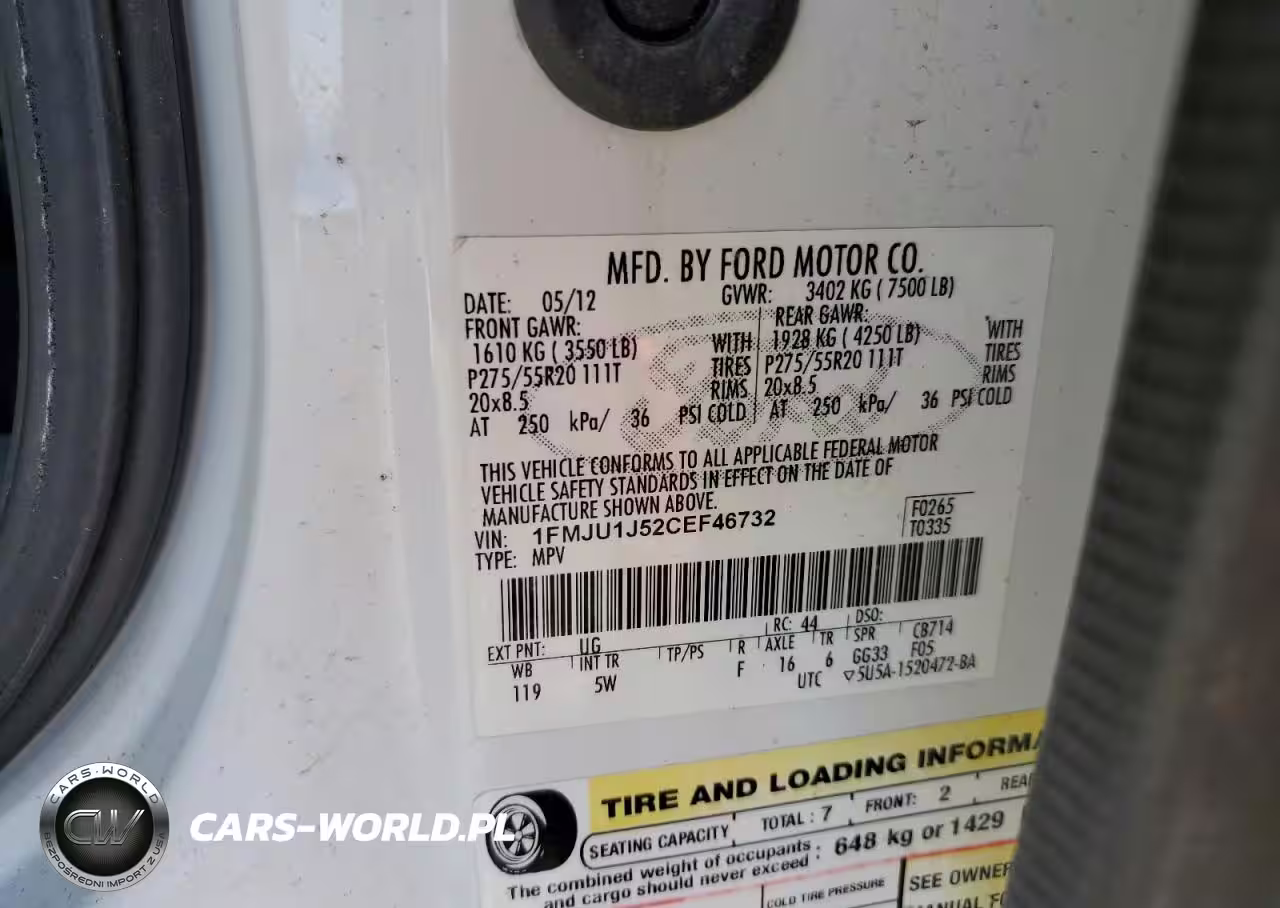 MFD. BY FORD MOTOR CO.
DATE: 05/12 GVWR: 3402 KG ( 7500 LB)
FRONT GAWR: REAR GAWR:
1610 KG ( 3550 LB) WITH 1928 KG ( 4250 LB) WITH
P275/55R20 111T TIRES P275/55R20 111T TIRES
20x8.5 RIMS 20x8.5 RIMS
AT 250 kPa/ 36 PSI COLD AT 250 kPa/ 36 PSI COLD
THIS VEHICLE CONFORMS TO ALL APPLICABLE FEDERAL MOTOR
VEHICLE SAFETY STANDARDS IN EFFECT ON THE DATE OF
MANUFACTURE SHOWN ABOVE.
VIN: 1FMJU1J52CEF46732 F0265
TYPE: MPV T0335
EXT PNT: UG RC: 44 DSO:
WB INT TR TP/PS R AXLE TR SPR CB714
119 5W F 16 6 GG33 F05
UTC ▽5U5A-1520472-BA
TIRE AND LOADING INFORMA
SEATING CAPACITY TOTAL : 7 FRONT: 2 REA
The combined weight of occupants : 648 kg or 1429
and cargo should never exceed
COLD TIRE PRESSURE SEE OWNER
MANUAL FO
CARS-WORLD
CW
BEZPOŚREDNI IMPORT Z USA
CARS-WORLD.PL